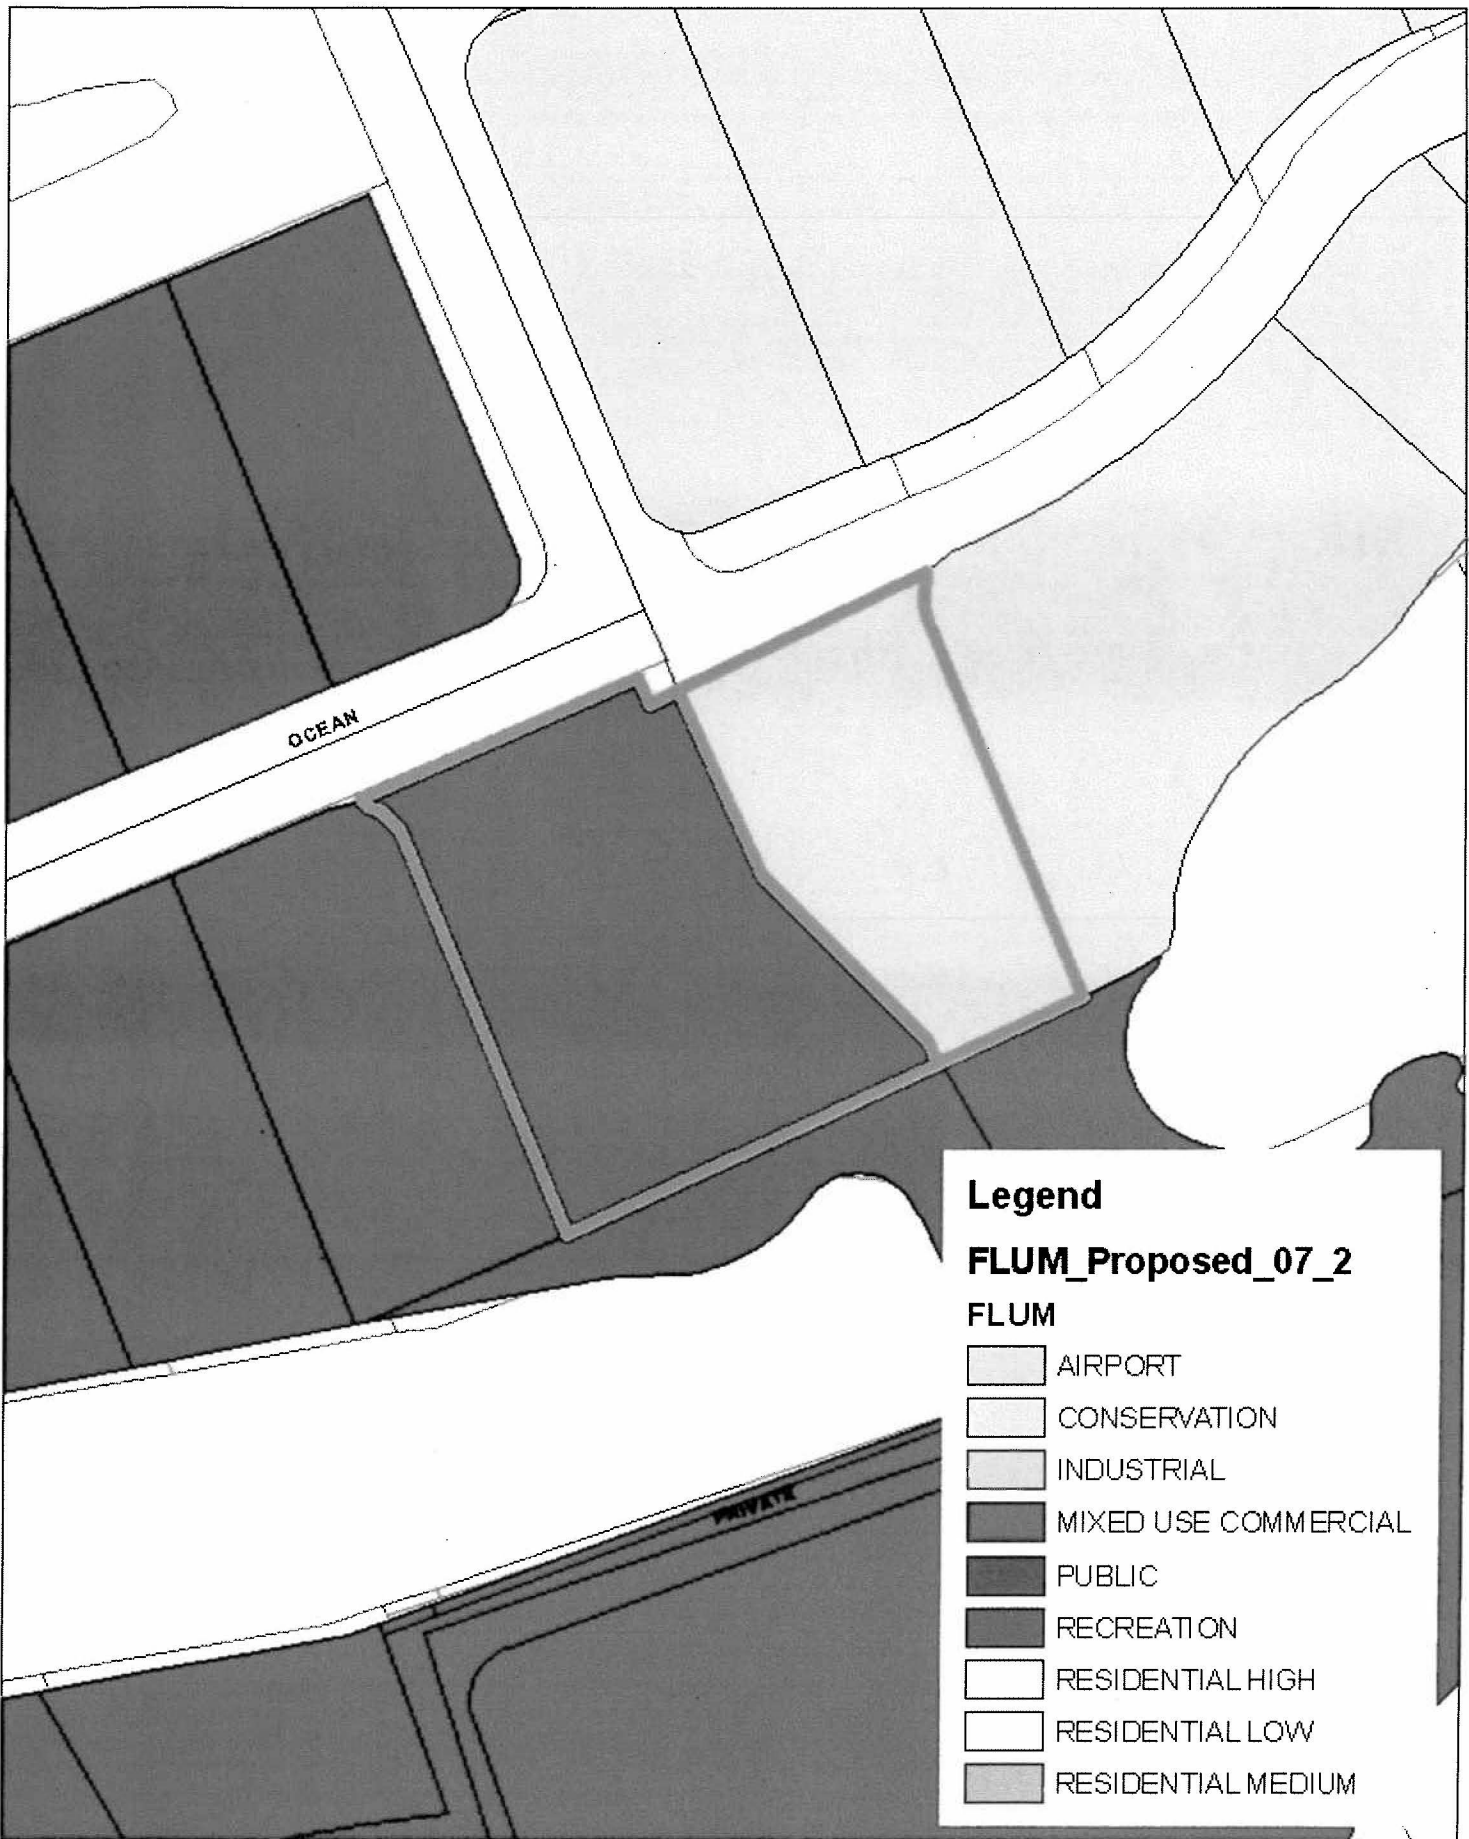 OCEAN
Legend
FLUM_Proposed_07_2
FLUM
AIRPORT
CONSERVATION
INDUSTRIAL
MIXED USE COMMERCIAL
PUBLIC
RECREATION
RESIDENTIAL HIGH
RESIDENTIAL LOW
RESIDENTIAL MEDIUM
PRIVATE